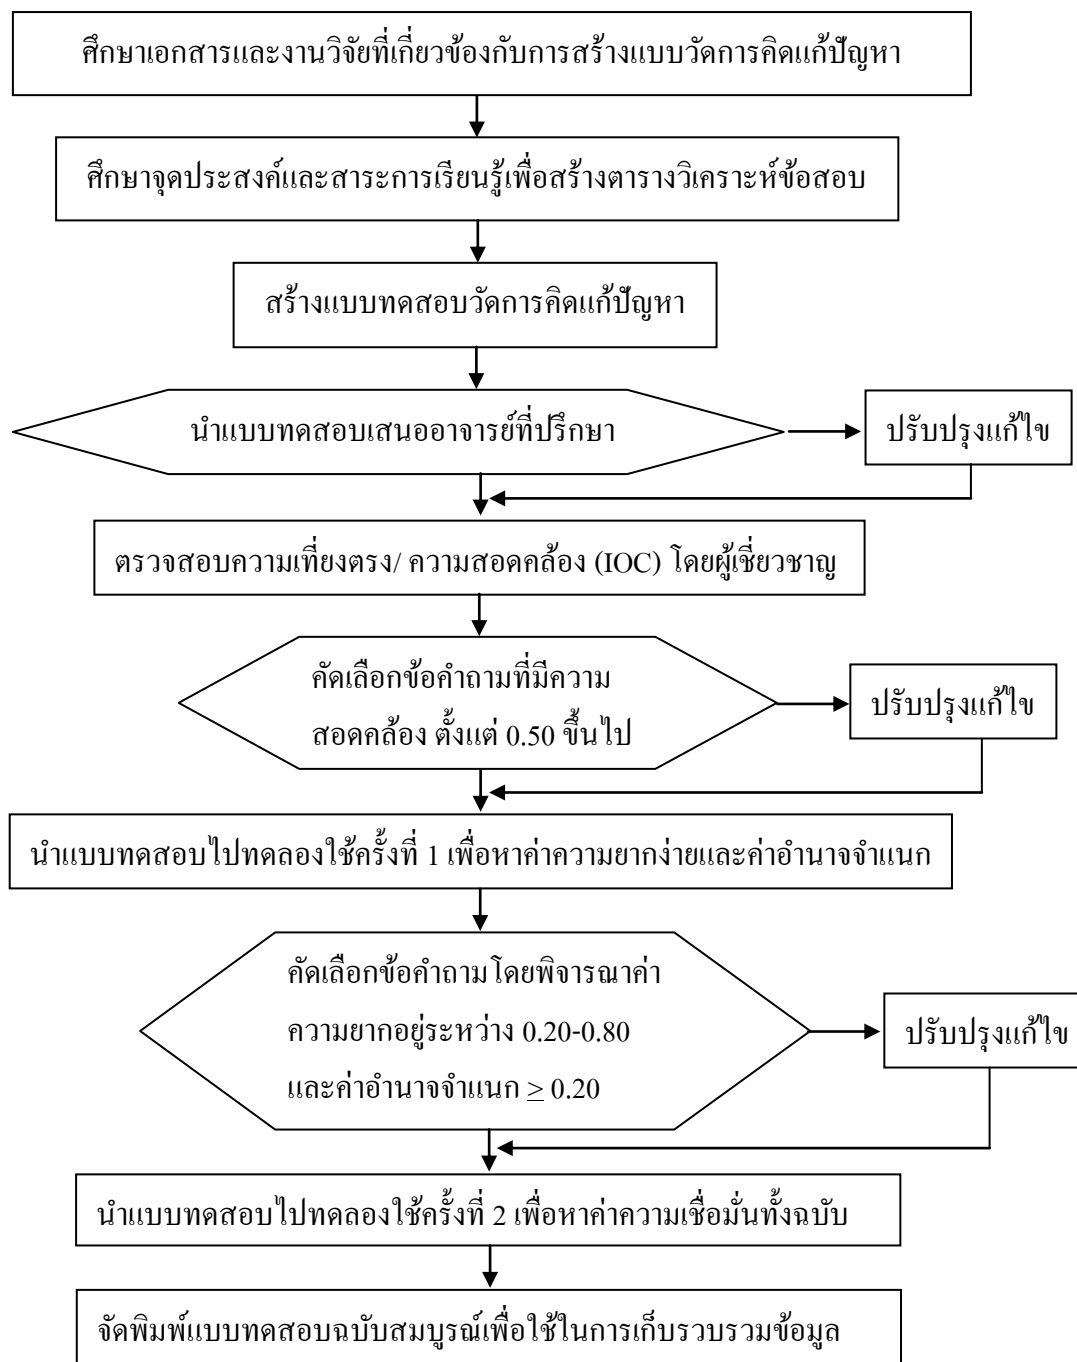 ศึกษาเอกสารและงานวิจัยที่เกี่ยวข้องกับการสร้างแบบวัดการคิดแก้ปัญหา
ศึกษาจุดประสงค์และสาระการเรียนรู้เพื่อสร้างตารางวิเคราะห์ข้อสอบ
สร้างแบบทดสอบวัดการคิดแก้ปัญหา
นำแบบทดสอบเสนออาจารย์ที่ปรึกษา
ปรับปรุงแก้ไข
ตรวจสอบความเที่ยงตรง/ ความสอดคล้อง (IOC) โดยผู้เชี่ยวชาญ
คัดเลือกข้อคำถามที่มีความ
สอดคล้อง ตั้งแต่ 0.50 ขึ้นไป
ปรับปรุงแก้ไข
นำแบบทดสอบไปทดลองใช้ครั้งที่ 1 เพื่อหาค่าความยากง่ายและค่าอำนาจจำแนก
คัดเลือกข้อคำถามโดยพิจารณาค่า
ความยากอยู่ระหว่าง 0.20-0.80
และค่าอำนาจจำแนก ≥ 0.20
ปรับปรุงแก้ไข
นำแบบทดสอบไปทดลองใช้ครั้งที่ 2 เพื่อหาค่าความเชื่อมั่นทั้งฉบับ
จัดพิมพ์แบบทดสอบฉบับสมบูรณ์เพื่อใช้ในการเก็บรวบรวมข้อมูล